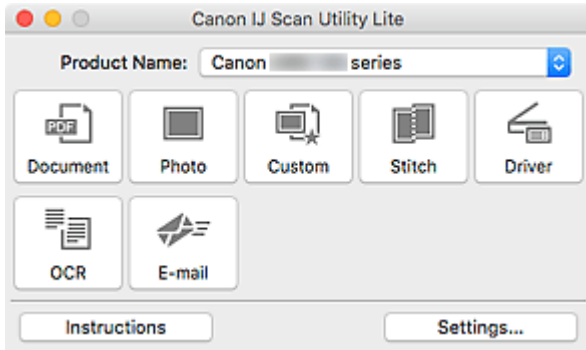 Canon IJ Scan Utility Lite
Product Name: Canon series
PDF
Document Photo Custom Stitch Driver
OCR E-mail
Instructions Settings...